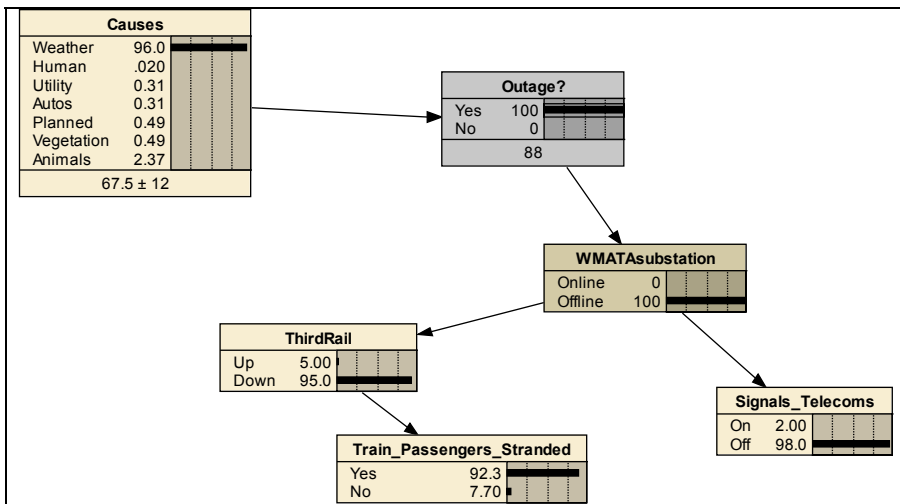 Causes
Weather 96.0
Human .020
Utility 0.31
Autos 0.31
Planned 0.49
Vegetation 0.49
Animals 2.37
67.5 ± 12
Outage?
Yes 100
No 0
88
WMATAsubstation
Online 0
Offline 100
ThirdRail
Up 5.00
Down 95.0
Signals_Telecoms
On 2.00
Off 98.0
Train_Passengers_Stranded
Yes 92.3
No 7.70